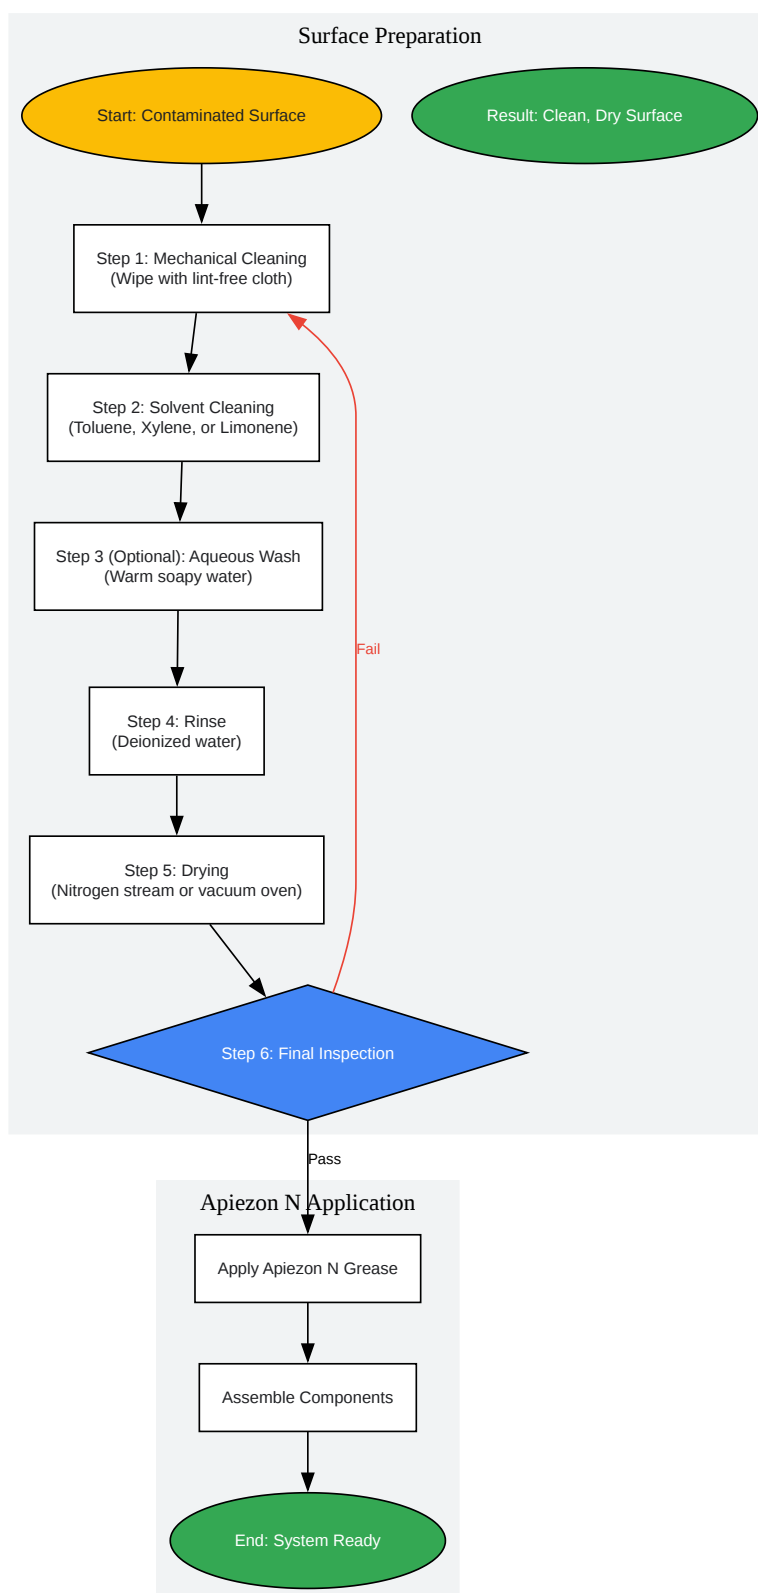 Surface Preparation
Start: Contaminated Surface
Result: Clean, Dry Surface
Step 1: Mechanical Cleaning
(Wipe with lint-free cloth)
Step 2: Solvent Cleaning
(Toluene, Xylene, or Limonene)
Step 3 (Optional): Aqueous Wash
(Warm soapy water)
Fail
Step 4: Rinse
(Deionized water)
Step 5: Drying
(Nitrogen stream or vacuum oven)
Step 6: Final Inspection
Pass
Apiezon N Application
Apply Apiezon N Grease
Assemble Components
End: System Ready